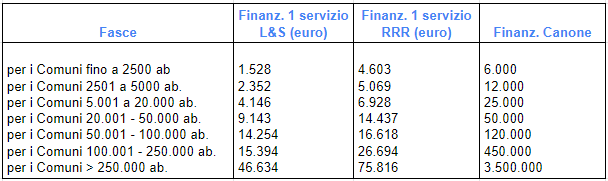 Fasce Finanz. 1 servizio L&S (euro) Finanz. 1 servizio RRR (euro) Finanz. Canone
per i Comuni fino a 2500 ab 1.528 4.603 6.000
per i Comuni 2501 a 5000 ab. 2.352 5.069 12.000
per i Comuni 5.001 a 20.000 ab. 4.146 6.928 25.000
per i Comuni 20.001 - 50.000 ab. 9.143 14.437 50.000
per i Comuni 50.001 - 100.000 ab. 14.254 16.618 120.000
per i Comuni 100.001 - 250.000 ab. 15.394 26.694 450.000
per i Comuni > 250.000 ab. 46.634 75.816 3.500.000